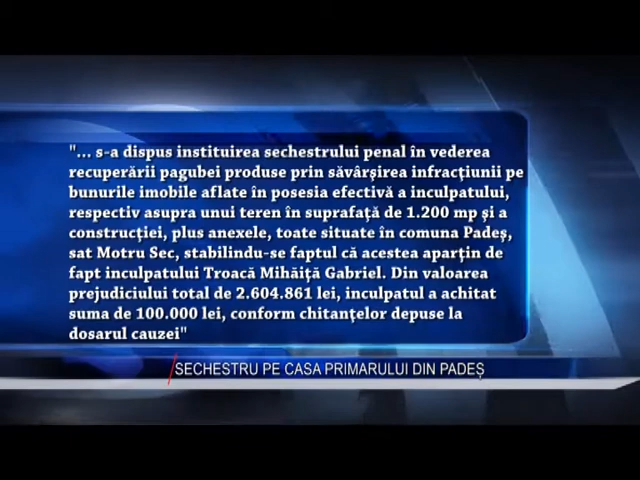 "... s-a dispus instituirea sechestrului penal în vederea
recuperării pagubei produse prin săvârșirea infracțiunii pe
bunurile imobile aflate în posesia efectivă a inculpatului,
respectiv asupra unui teren în suprafață de 1.200 mp și a
construcției, plus anexele, toate situate în comuna Padeș,
sat Motru Sec, stabilindu-se faptul că acestea aparțin de
fapt inculpatului Troacă Mihăiță Gabriel. Din valoarea
prejudiciului total de 2.604.861 lei, inculpatul a achitat
suma de 100.000 lei, conform chitanțelor depuse la
dosarul cauzei"
SECHESTRU PE CASA PRIMARULUI DIN PADEȘ